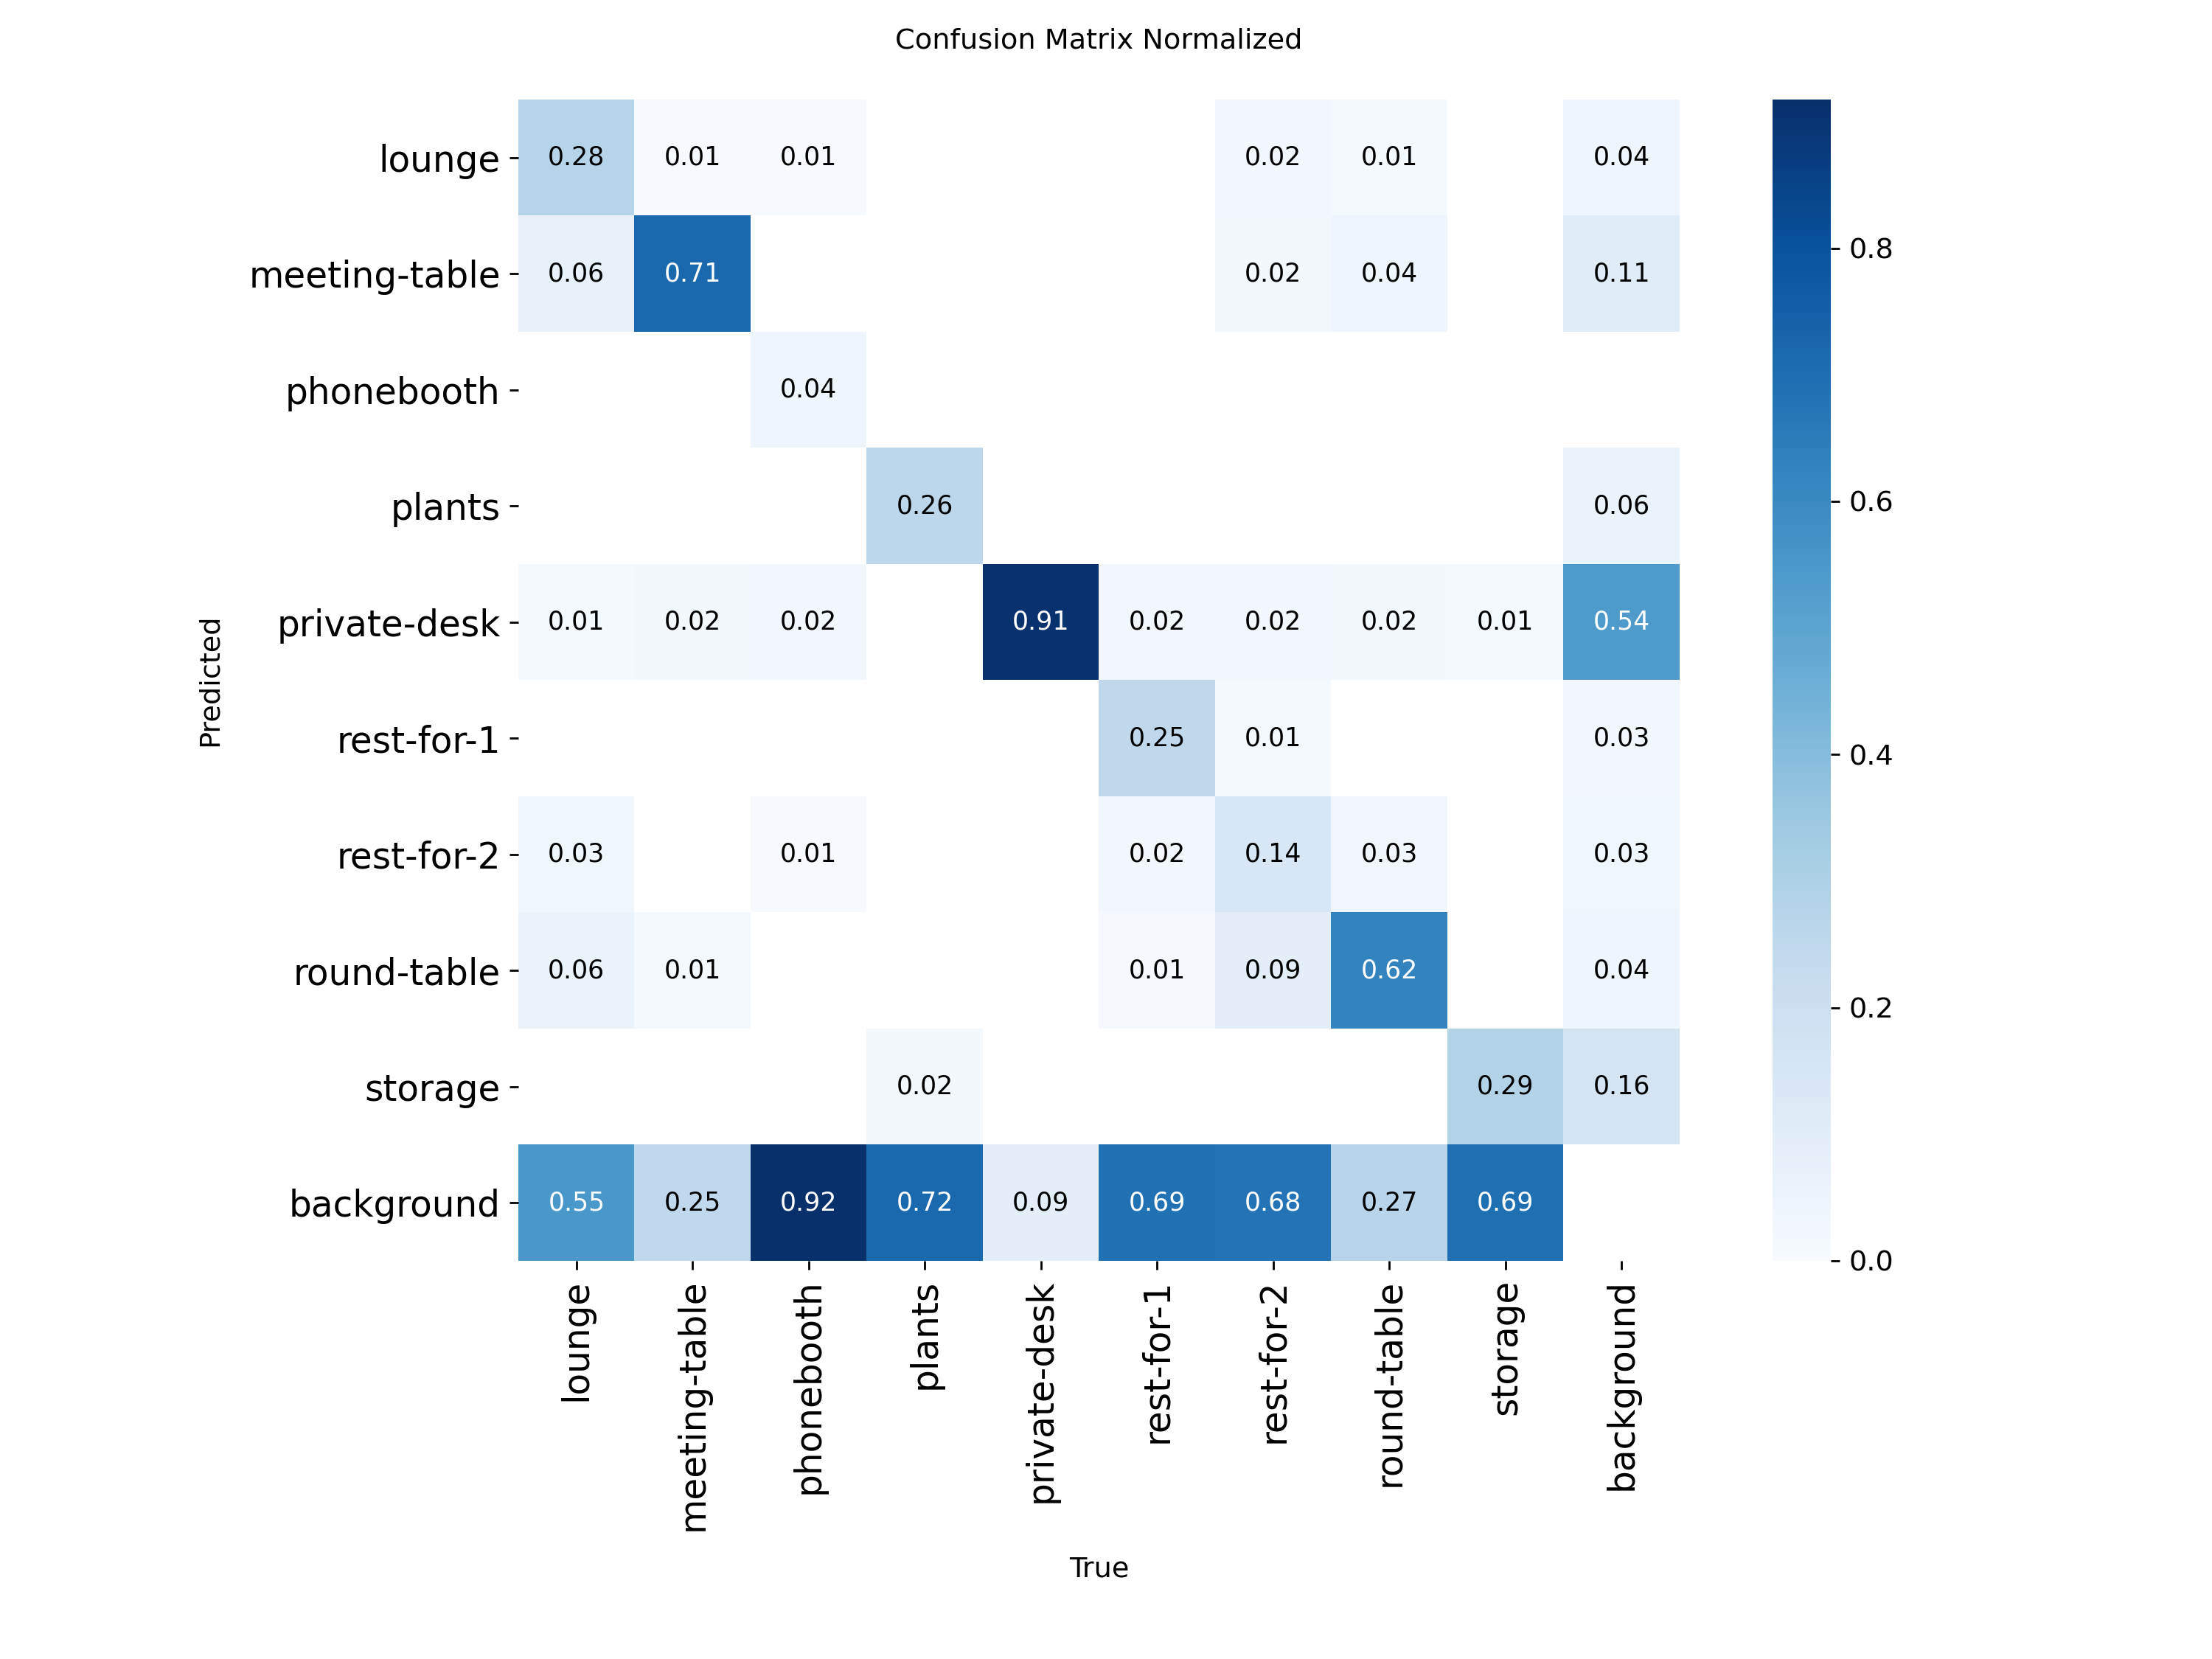 Confusion Matrix Normalized
lounge 0.28 0.01 0.01 0.02 0.01 0.04
meeting-table 0.06 0.71 0.02 0.04 0.11
phonebooth 0.04
plants 0.26 0.06
private-desk 0.01 0.02 0.02 0.91 0.02 0.02 0.02 0.01 0.54
rest-for-1 0.25 0.01 0.03
rest-for-2 0.03 0.01 0.02 0.14 0.03 0.03
round-table 0.06 0.01 0.01 0.09 0.62 0.04
storage 0.02 0.29 0.16
background 0.55 0.25 0.92 0.72 0.09 0.69 0.68 0.27 0.69
Predicted
lounge
meeting-table
phonebooth
plants
private-desk
rest-for-1
rest-for-2
round-table
storage
background
True
0.8
0.6
0.4
0.2
0.0